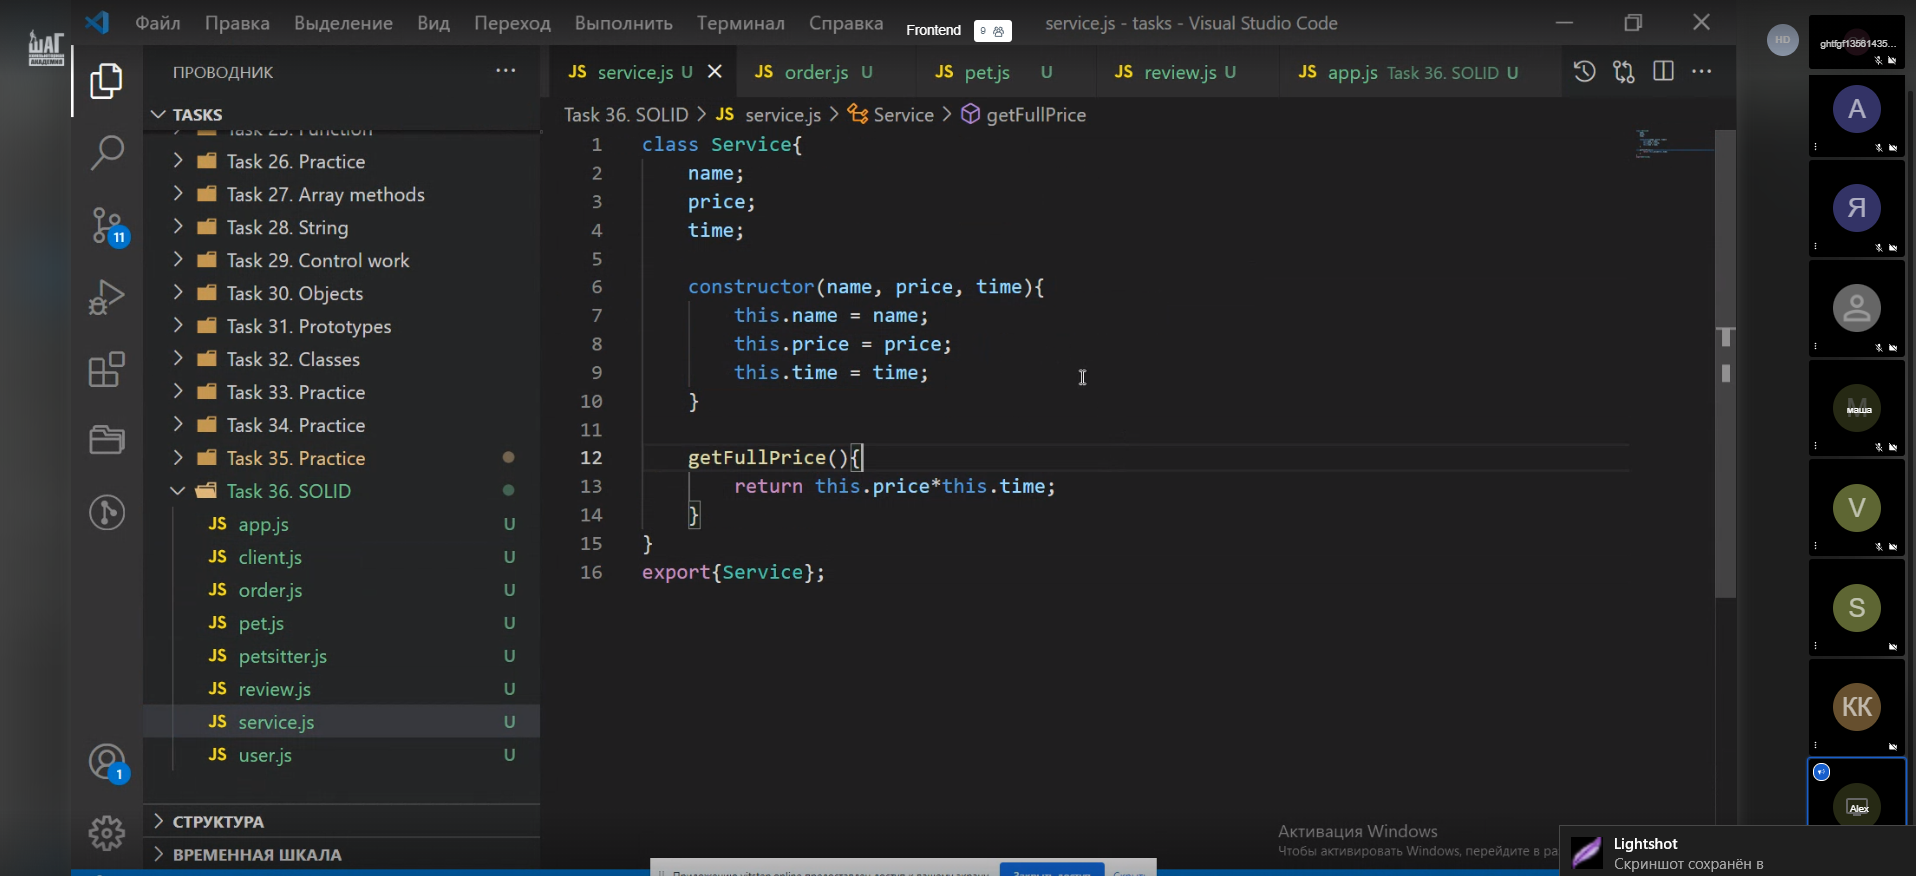 ШАГ
Файл Правка Выделение Вид Переход Выполнить Терминал Справка
Frontend 9
service.js - tasks - Visual Studio Code
ПРОВОДНИК
TASKS
Task 25. Function
Task 26. Practice
Task 27. Array methods
Task 28. String
Task 29. Control work
Task 30. Objects
Task 31. Prototypes
Task 32. Classes
Task 33. Practice
Task 34. Practice
Task 35. Practice
Task 36. SOLID
JS app.js U
JS client.js U
JS order.js U
JS pet.js U
JS petsitter.js U
JS review.js U
JS service.js U
JS user.js U
СТРУКТУРА
ВРЕМЕННАЯ ШКАЛА
11
1
JS service.js U JS order.js U JS pet.js U JS review.js U JS app.js Task 36. SOLID U
Task 36. SOLID > JS service.js > Service > getFullPrice
1 class Service{
2 name;
3 price;
4 time;
5
6 constructor(name, price, time){
7 this.name = name;
8 this.price = price;
9 this.time = time;
10 }
11
12 getFullPrice(){
13 return this.price*this.time;
14 }
15 }
16 export{Service};
HD
ghtfgf13561435...
A
Я
маша
V
S
KK
Alex
Активация Windows
Чтобы активировать Windows, перейдите в
Lightshot
Скриншот сохранён в